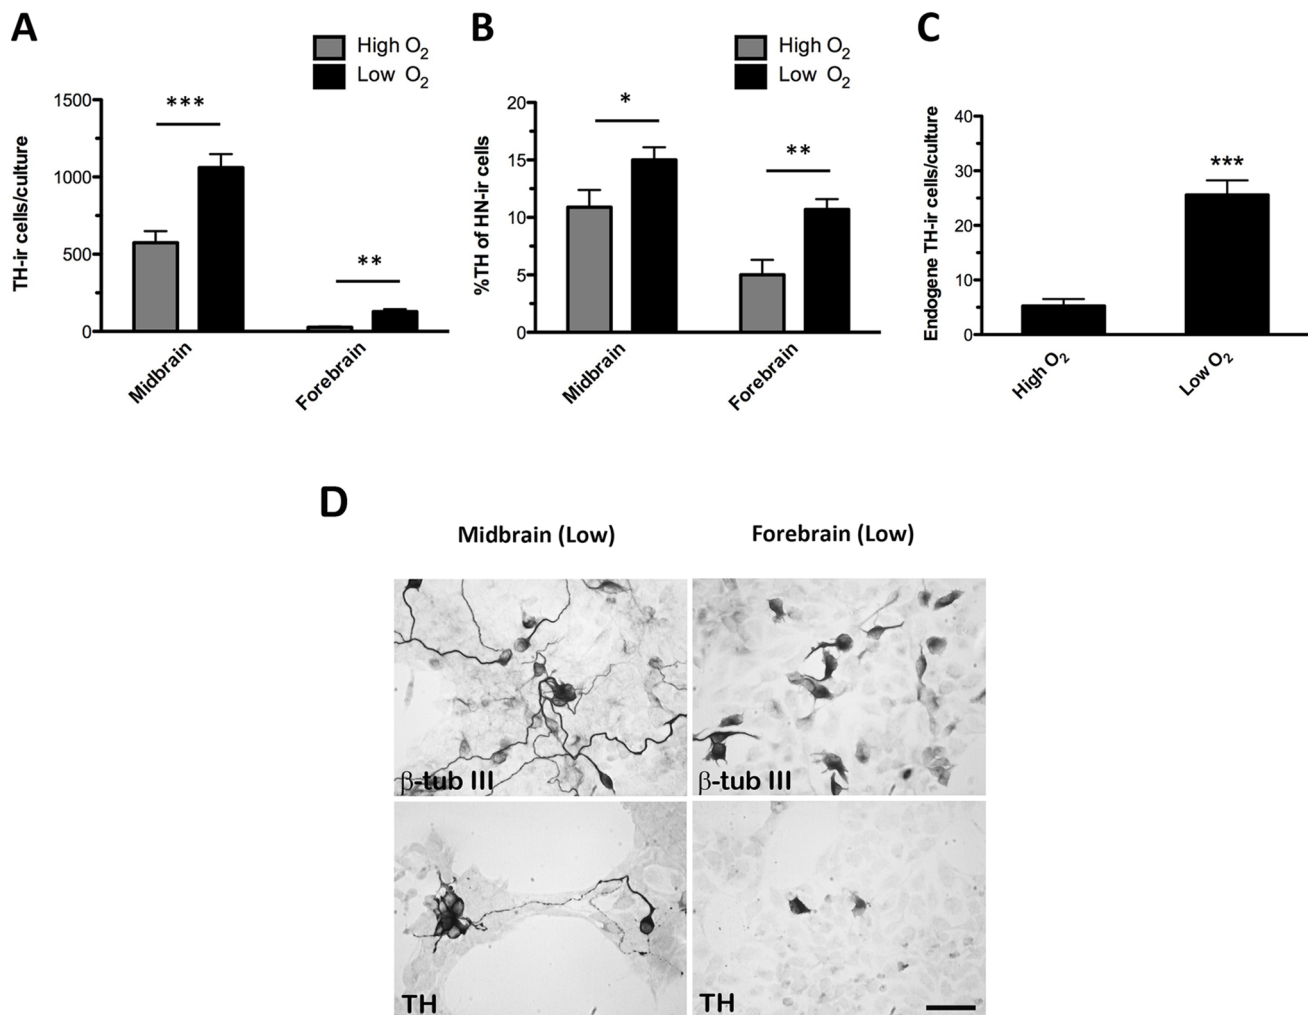 A
High O2
Low O2
TH-ir cells/culture
1500
1000
500
0
***
**
Midbrain
Forebrain
B
High O2
Low O2
%TH of HN-ir cells
20
15
10
5
0
*
**
Midbrain
Forebrain
C
Endogene TH-ir cells/culture
40
30
20
10
0
***
High O2
Low O2
D
Midbrain (Low)
Forebrain (Low)
β-tub III
β-tub III
TH
TH